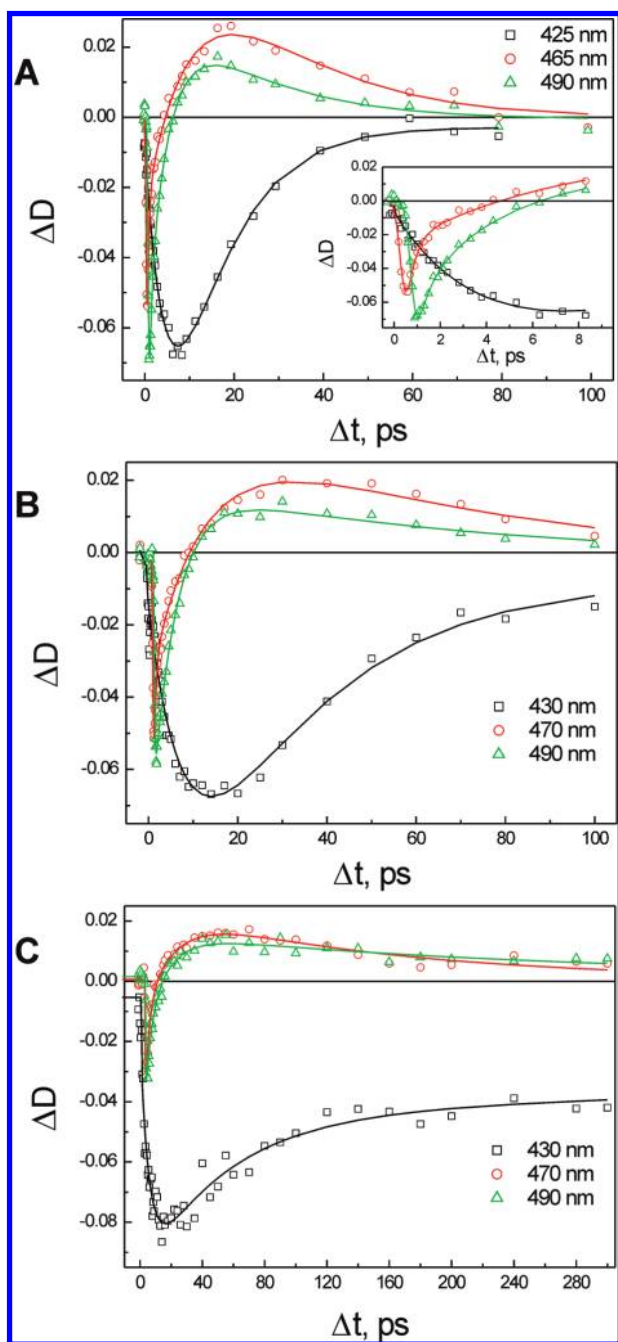 A
425 nm
465 nm
490 nm
0.02
0.00
-0.02
-0.04
-0.06
ΔD
0 20 40 60 80 100
Δt, ps
0.02
0.00
-0.02
-0.04
-0.06
ΔD
0 2 4 6 8
Δt, ps
B
0.02
0.00
-0.02
-0.04
-0.06
ΔD
430 nm
470 nm
490 nm
0 20 40 60 80 100
Δt, ps
C
0.02
0.00
-0.02
-0.04
-0.06
-0.08
ΔD
430 nm
470 nm
490 nm
0 40 80 120 160 200 240 280
Δt, ps